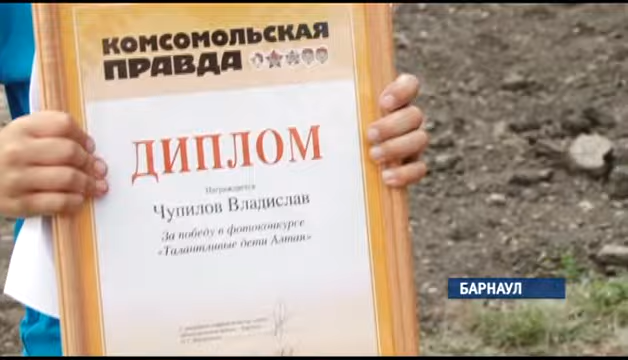 КОМСОМОЛЬСКАЯ
ПРАВДА
ДИПЛОМ
Награждается
Чупилов Владислав
За победу в фотоконкурсе
«Талантливые дети Алтая»
БАРНАУЛ